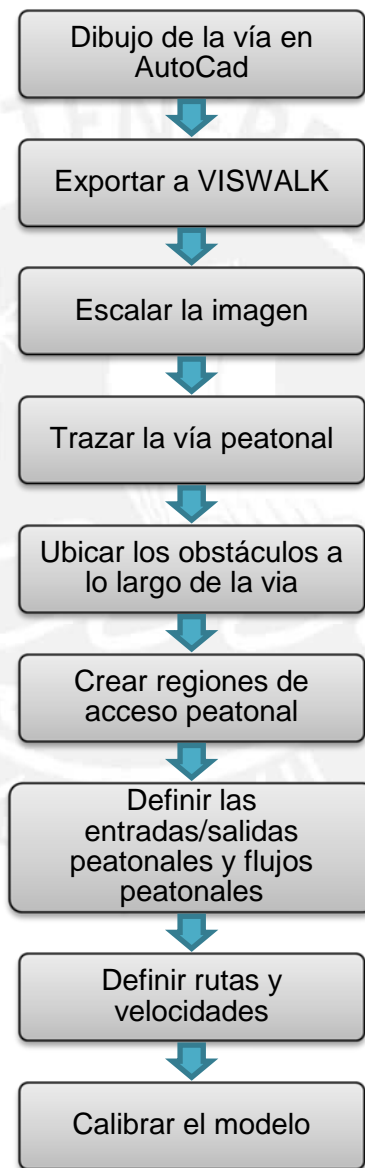 Dibujo de la vía en
AutoCad
Exportar a VISWALK
Escalar la imagen
Trazar la vía peatonal
Ubicar los obstáculos a
lo largo de la via
Crear regiones de
acceso peatonal
Definir las
entradas/salidas
peatonales y flujos
peatonales
Definir rutas y
velocidades
Calibrar el modelo